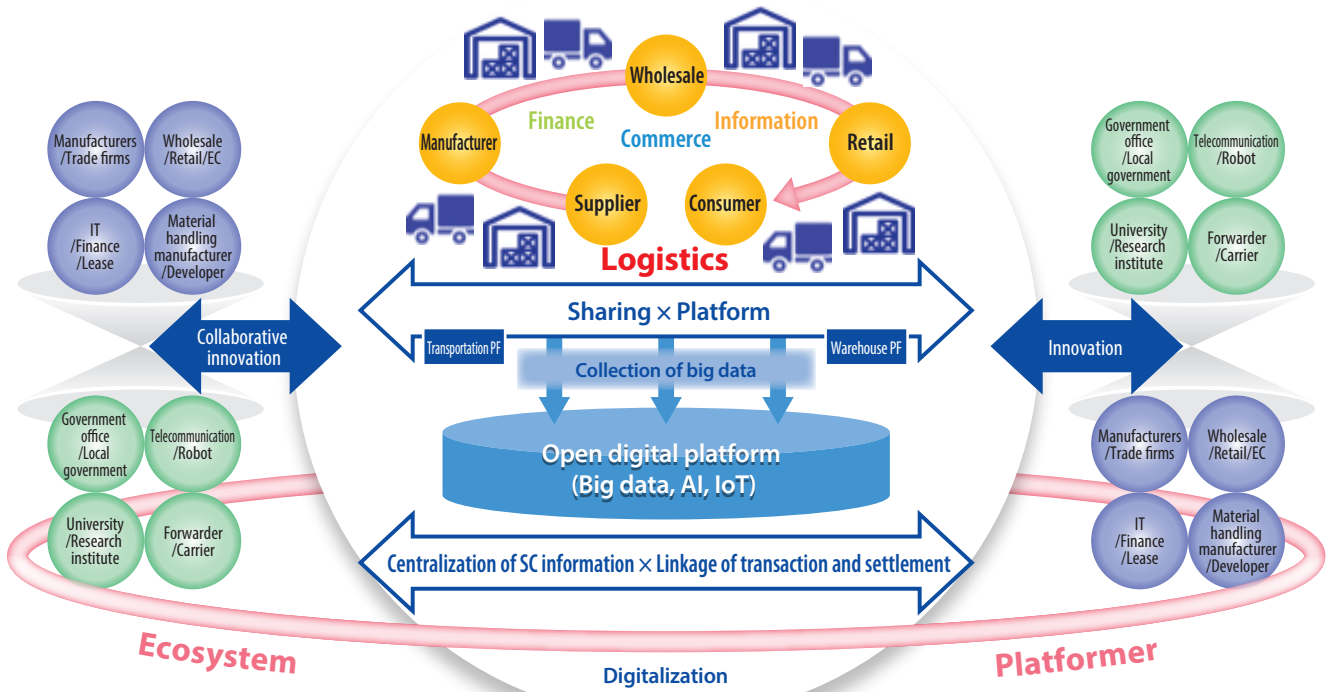 Wholesale
Finance
Information
Commerce
Manufacturer
Retail
Supplier
Consumer
Logistics
Manufacturers
/Trade firms
Wholesale
/Retail/EC
IT
/Finance
/Lease
Material
handling
manufacturer
/Developer
Collaborative
innovation
Government
office
/Local
government
Telecommunication
/Robot
University
/Research
institute
Forwarder
/Carrier
Sharing × Platform
Transportation PF
Warehouse PF
Collection of big data
Open digital platform
(Big data, AI, IoT)
Centralization of SC information × Linkage of transaction and settlement
Government
office
/Local
government
Telecommunication
/Robot
University
/Research
institute
Forwarder
/Carrier
Innovation
Manufacturers
/Trade firms
Wholesale
/Retail/EC
IT
/Finance
/Lease
Material
handling
manufacturer
/Developer
Ecosystem
Platformer
Digitalization